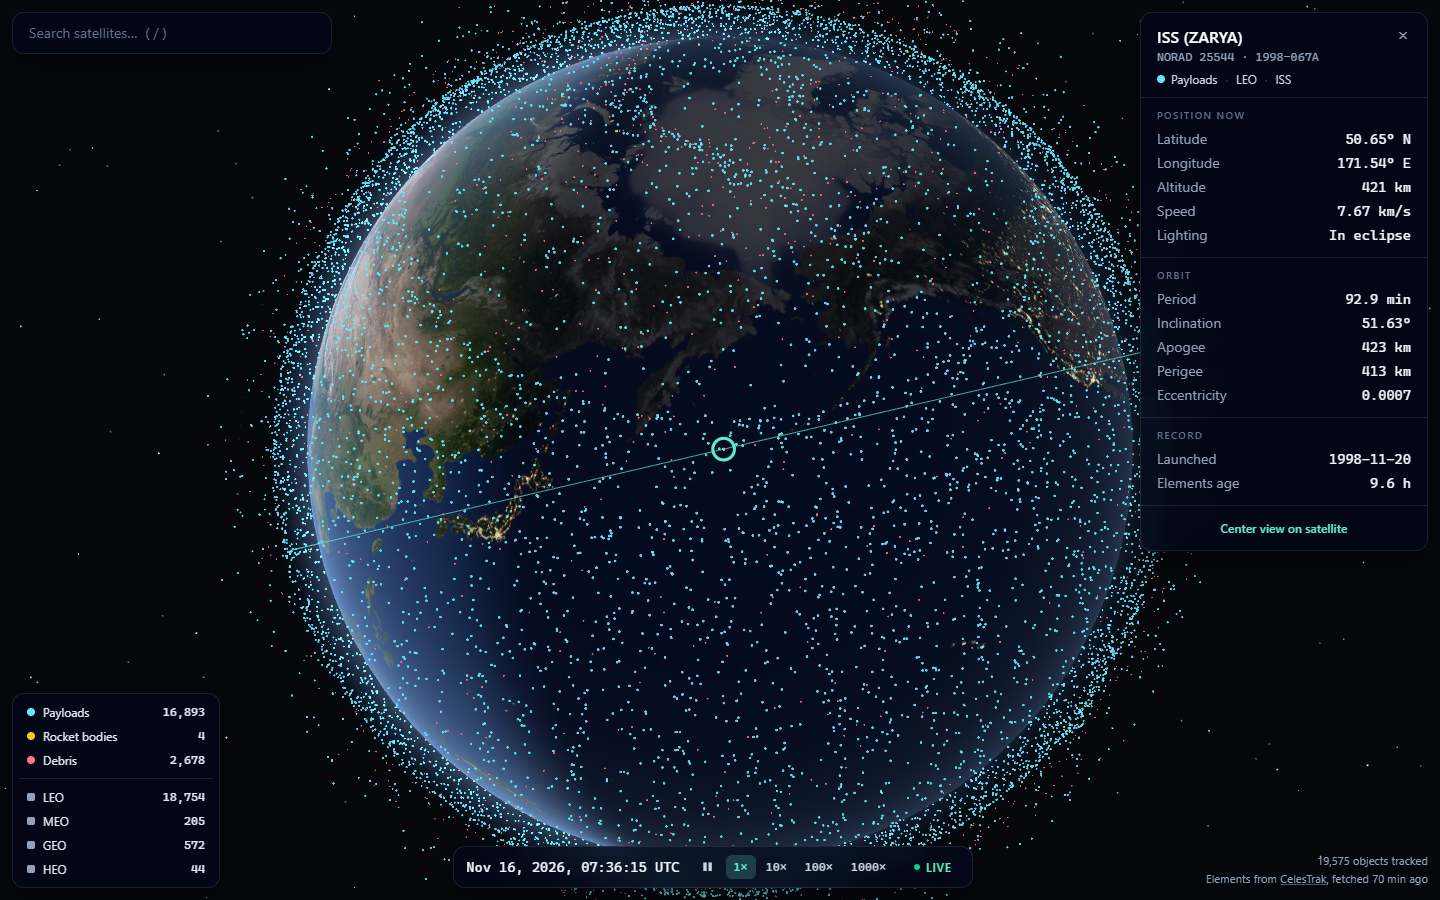 Search satellites... (/)
ISS (ZARYA) ×
NORAD 25544 · 1998-067A
Payloads · LEO · ISS
POSITION NOW
Latitude 50.65° N
Longitude 171.54° E
Altitude 421 km
Speed 7.67 km/s
Lighting In eclipse
ORBIT
Period 92.9 min
Inclination 51.63°
Apogee 423 km
Perigee 413 km
Eccentricity 0.0007
RECORD
Launched 1998-11-20
Elements age 9.6 h
Center view on satellite
Payloads 16,893
Rocket bodies 4
Debris 2,678
LEO 18,754
MEO 205
GEO 572
HEO 44
Nov 16, 2026, 07:36:15 UTC 1× 10× 100× 1000× LIVE
19,575 objects tracked
Elements from CelesTrak, fetched 70 min ago